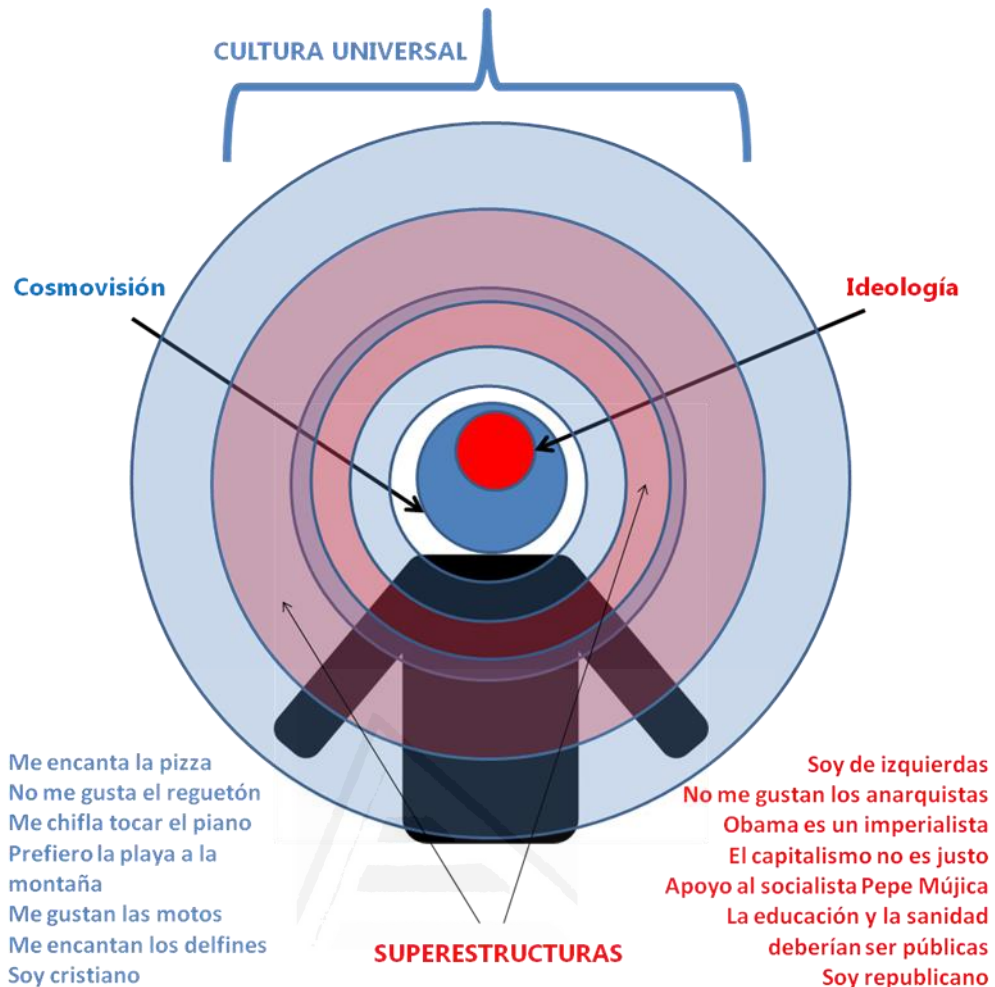 CULTURA UNIVERSAL
Cosmovisión
Ideología
Me encanta la pizza
No me gusta el reguetón
Me chifla tocar el piano
Prefiero la playa a la
montaña
Me gustan las motos
Me encantan los delfines
Soy cristiano
SUPERESTRUCTURAS
Soy de izquierdas
No me gustan los anarquistas
Obama es un imperialista
El capitalismo no es justo
Apoyo al socialista Pepe Mújica
La educación y la sanidad
deberían ser públicas
Soy republicano